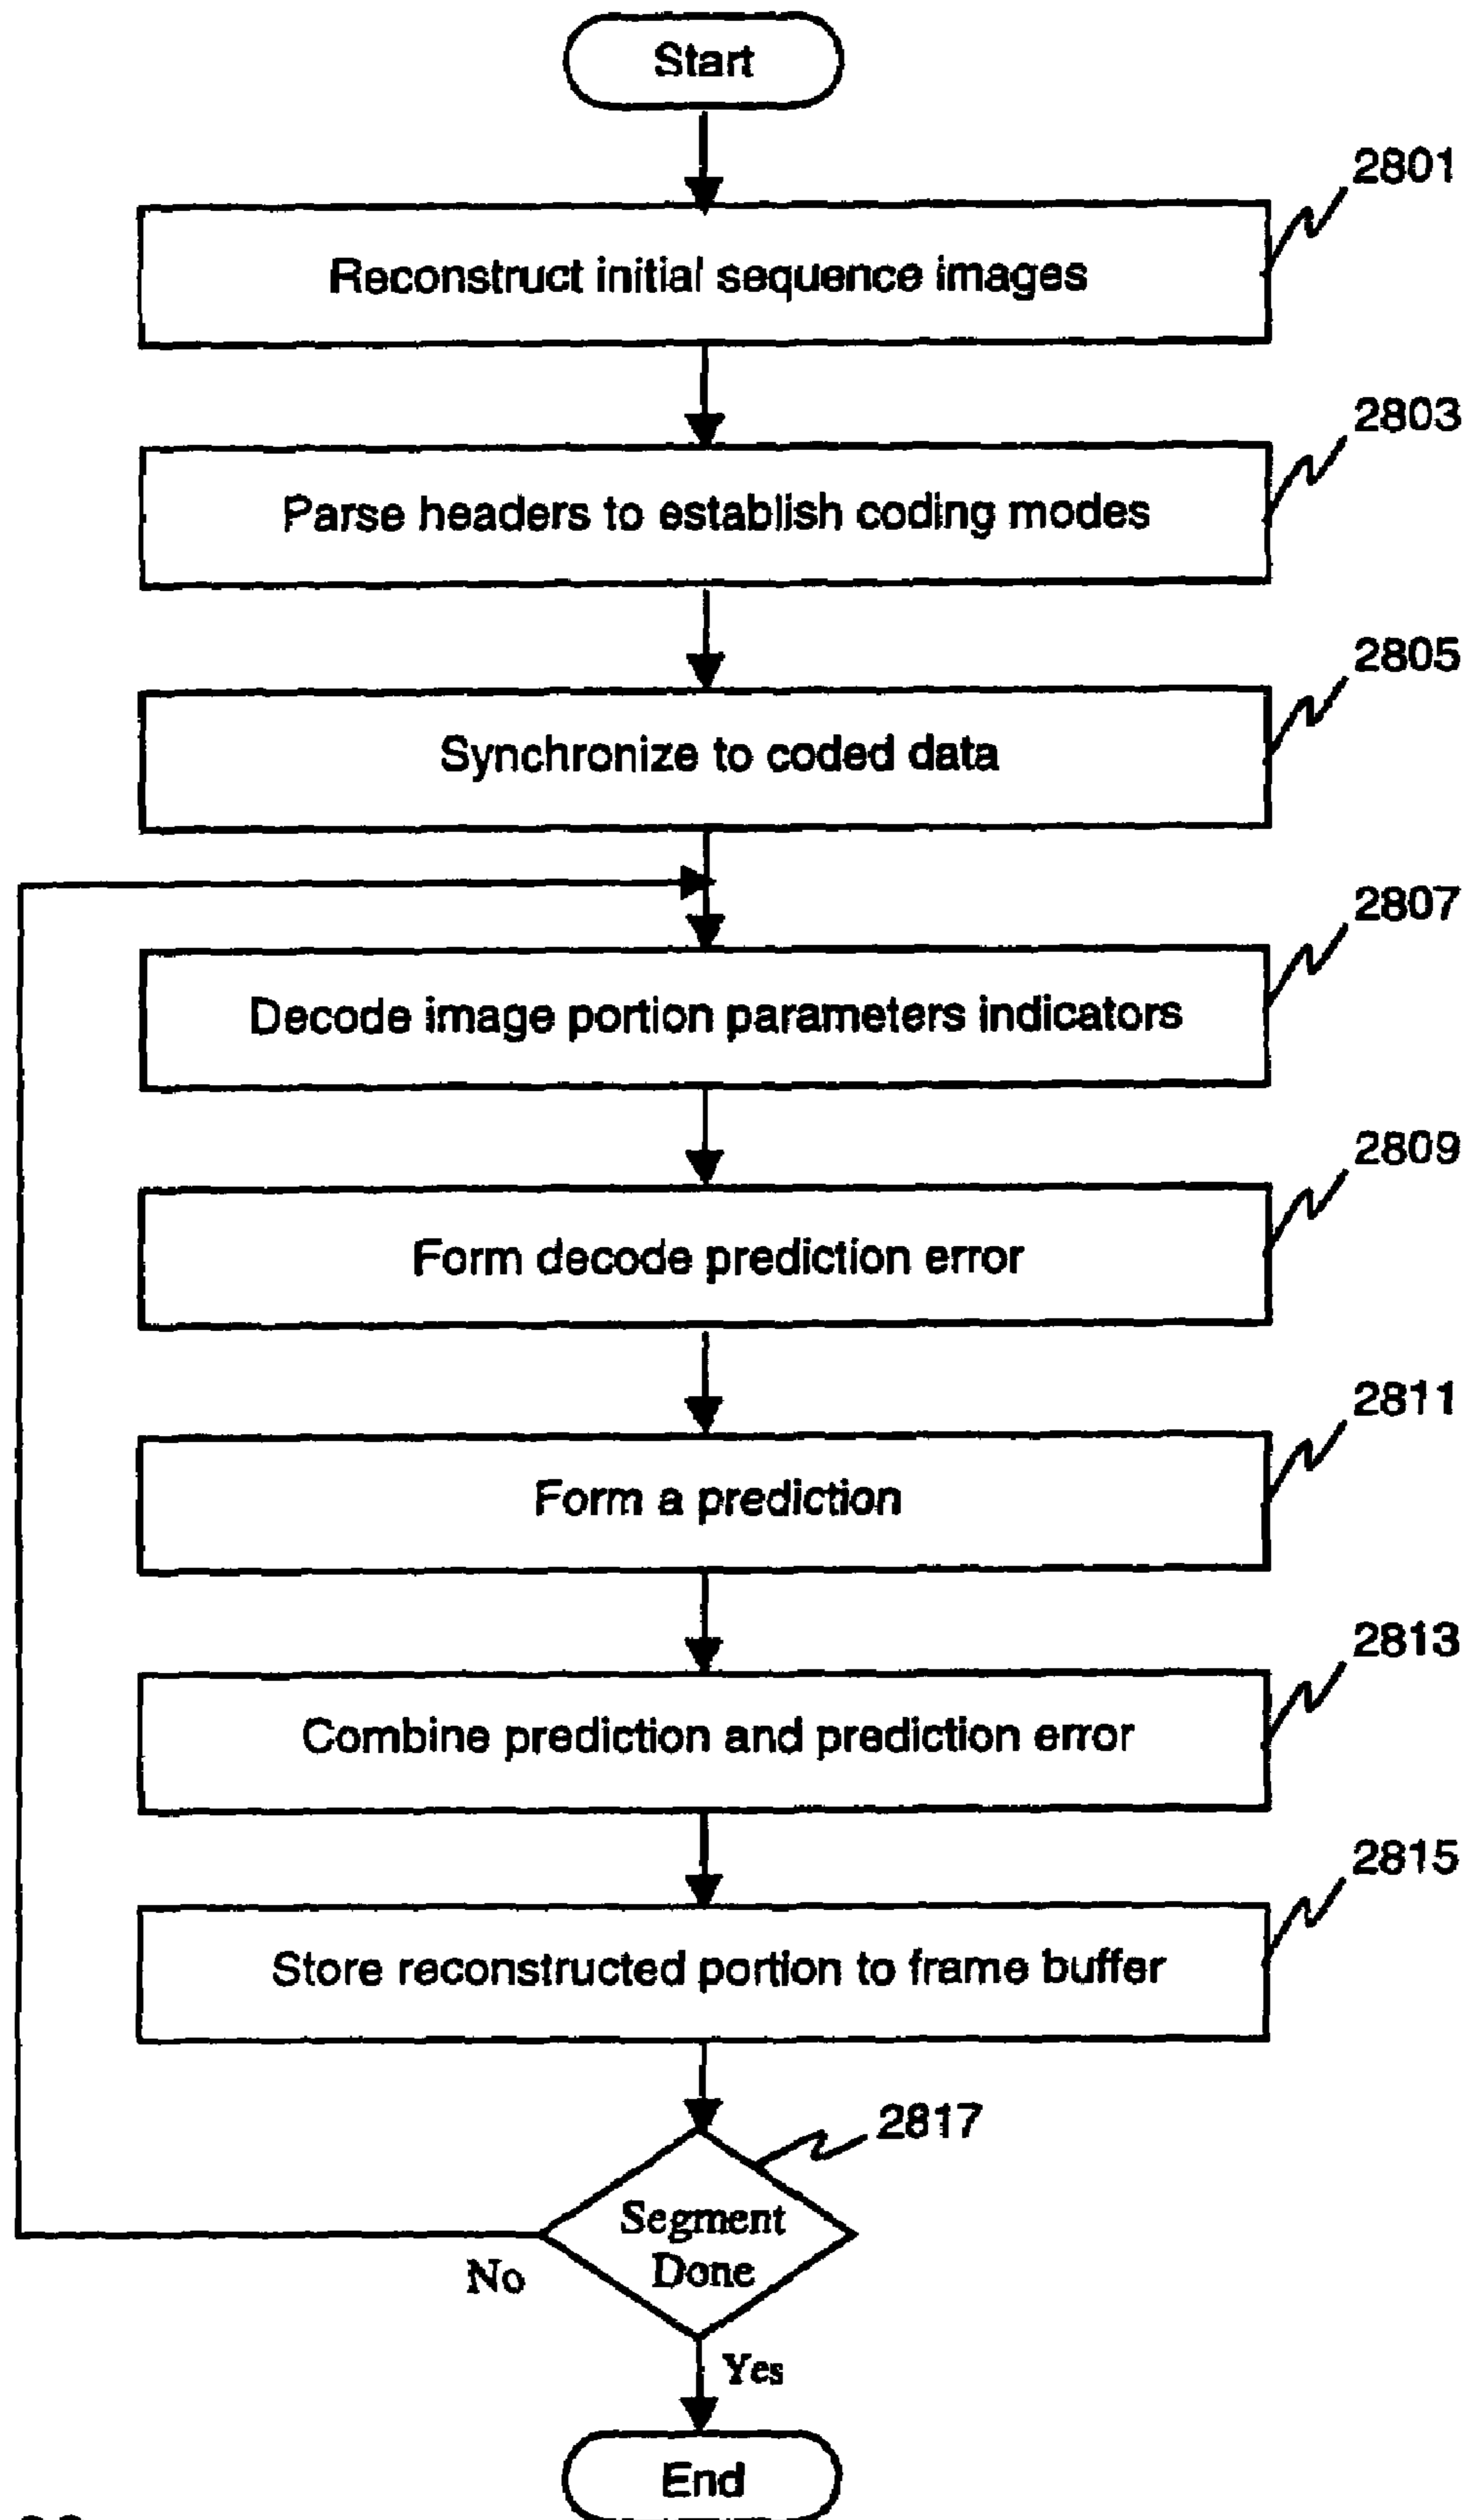 Start
2801
Reconstruct initial sequence images
2803
Parse headers to establish coding modes
2805
Synchronize to coded data
2807
Decode image portion parameters indicators
2809
Form decode prediction error
2811
Form a prediction
2813
Combine prediction and prediction error
2815
Store reconstructed portion to frame buffer
2817
Segment
Done
No
Yes
End